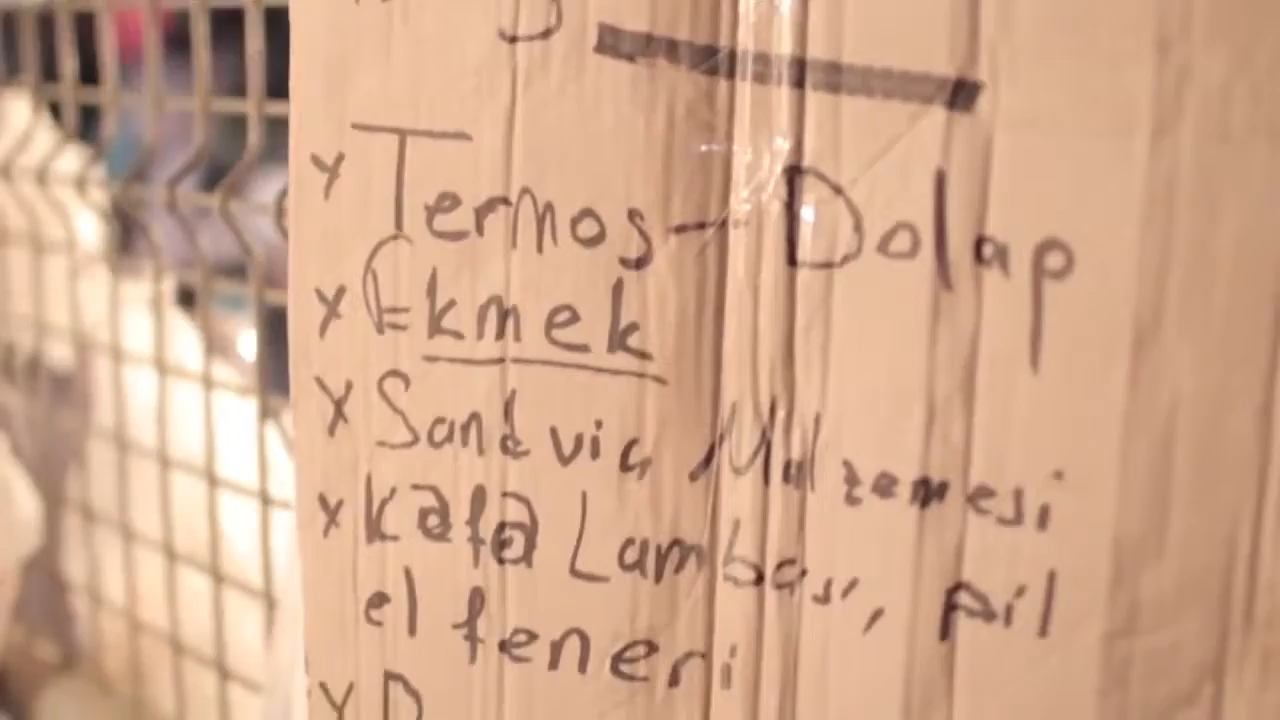 x Termos - Dolap
x Ekmek
x Sandviç Malzemesi
x Kafa Lambası, pil
el feneri
x